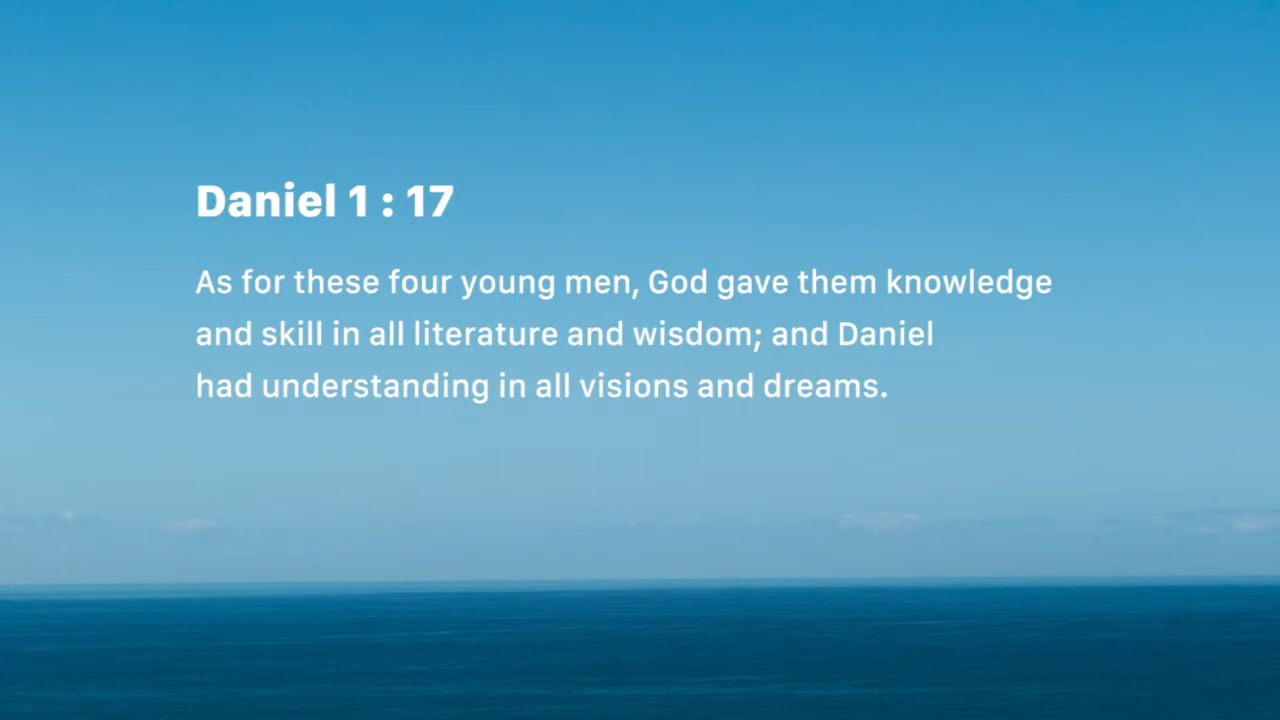 Daniel 1 : 17
As for these four young men, God gave them knowledge
and skill in all literature and wisdom; and Daniel
had understanding in all visions and dreams.